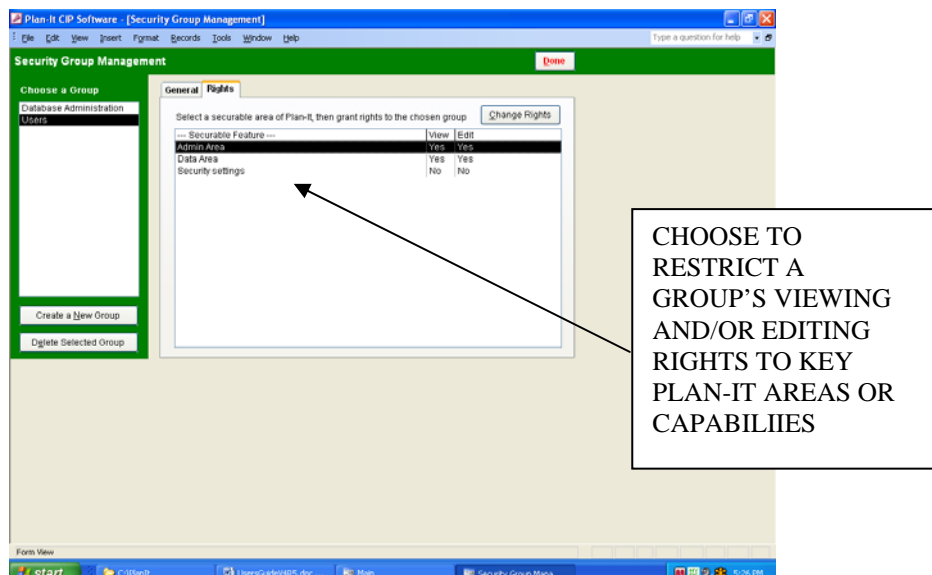 Plan-It CIP Software - [Security Group Management]
File Edit View Insert Format Records Tools Window Help
Type a question for help
Security Group Management
Done
Choose a Group
Database Administration
Users
Create a New Group
Delete Selected Group
General Rights
Select a securable area of Plan-It, then grant rights to the chosen group
Change Rights
--- Securable Feature --- View Edit
Admin Area Yes Yes
Data Area Yes Yes
Security settings No No
CHOOSE TO
RESTRICT A
GROUP’S VIEWING
AND/OR EDITING
RIGHTS TO KEY
PLAN-IT AREAS OR
CAPABILIIES
Form View
start C:\PlanIt UsersGuideV4R5.doc Main Security Group Mana... 5:26 PM